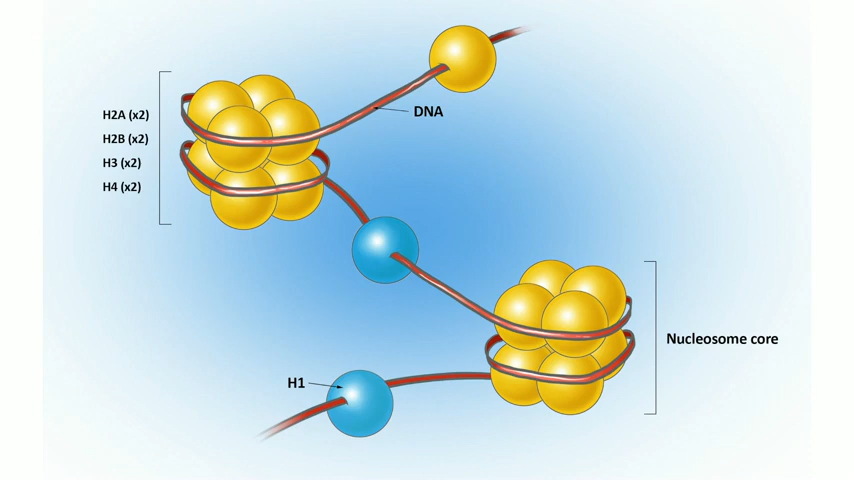 H2A (x2)
H2B (x2)
H3 (x2)
H4 (x2)
DNA
Nucleosome core
H1